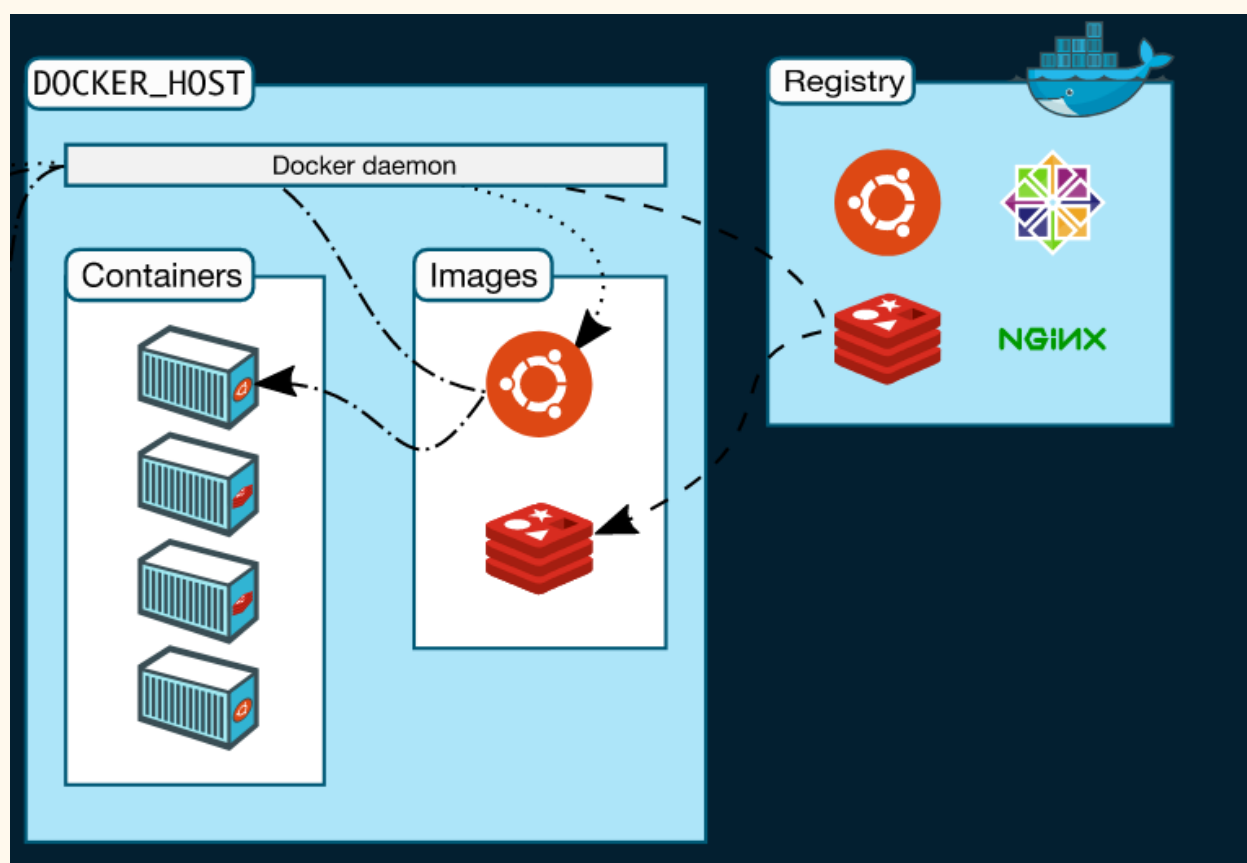 DOCKER_HOST
Docker daemon
Containers
Images
Registry
NGiNX